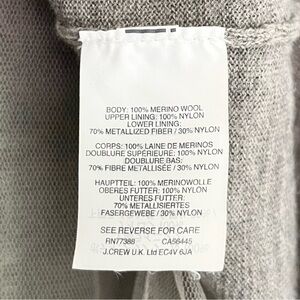 BODY: 100% MERINO WOOL
UPPER LINING: 100% NYLON
LOWER LINING:
70% METALLIZED FIBER / 30% NYLON
CORPS: 100% LAINE DE MERINOS
DOUBLURE SUPÉRIEURE: 100% NYLON
DOUBLURE BAS:
70% FIBRE METALLISÉE / 30% NYLON
HAUPTTEIL: 100% MERINOWOLLE
OBERES FUTTER: 100% NYLON
UNTERES FUTTER:
70% METALLISIERTES
FASERGEWEBE / 30% NYLON
SEE REVERSE FOR CARE
RN77388 CA56445
J.CREW U.K. Ltd EC4V 6JA